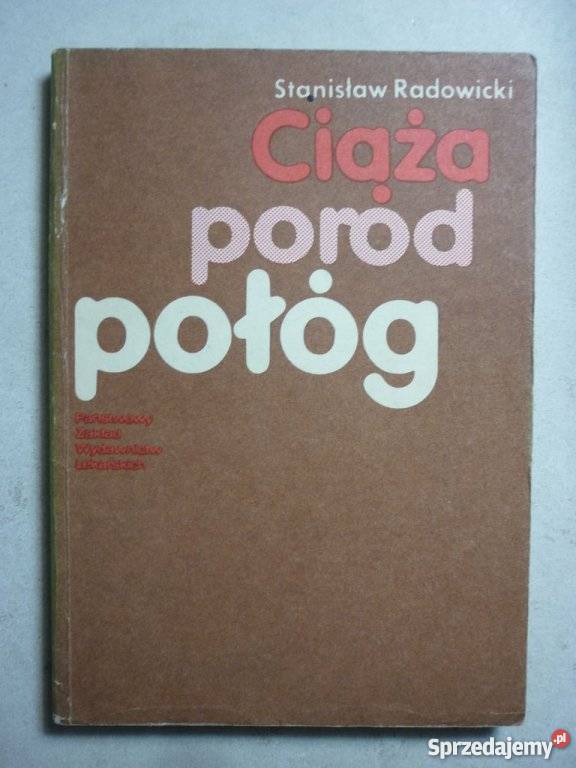 Stanisław Radowicki
Ciąża
poród
połóg
Państwowy
Zakład
Wydawnictw
Lekarskich
Sprzedajemy.pl